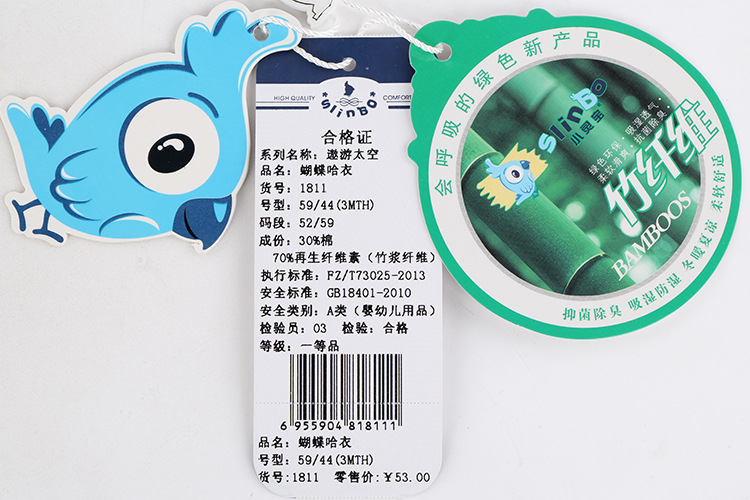 HIGH QUALITY COMFORT
SlinBO
合格证
系列名称：遨游太空
品名：蝴蝶哈衣
货号：1811
号型：59/44(3MTH)
码段：52/59
成份：30%棉
70%再生纤维素（竹浆纤维）
执行标准：FZ/T73025-2013
安全标准：GB18401-2010
安全类别：A类（婴幼儿用品）
检验员：03 检验：合格
等级：一等品
6 955904 818111
品名：蝴蝶哈衣
号型：59/44(3MTH)
货号:1811 零售价：￥53.00
会呼吸的绿色新产品
slinBO
小灵宝
绿色环保、吸湿透气、
柔软滑爽、抗菌除臭、
竹纤维
BAMBOOS
抑菌除臭 吸湿防湿 冬暖夏凉 柔软舒适